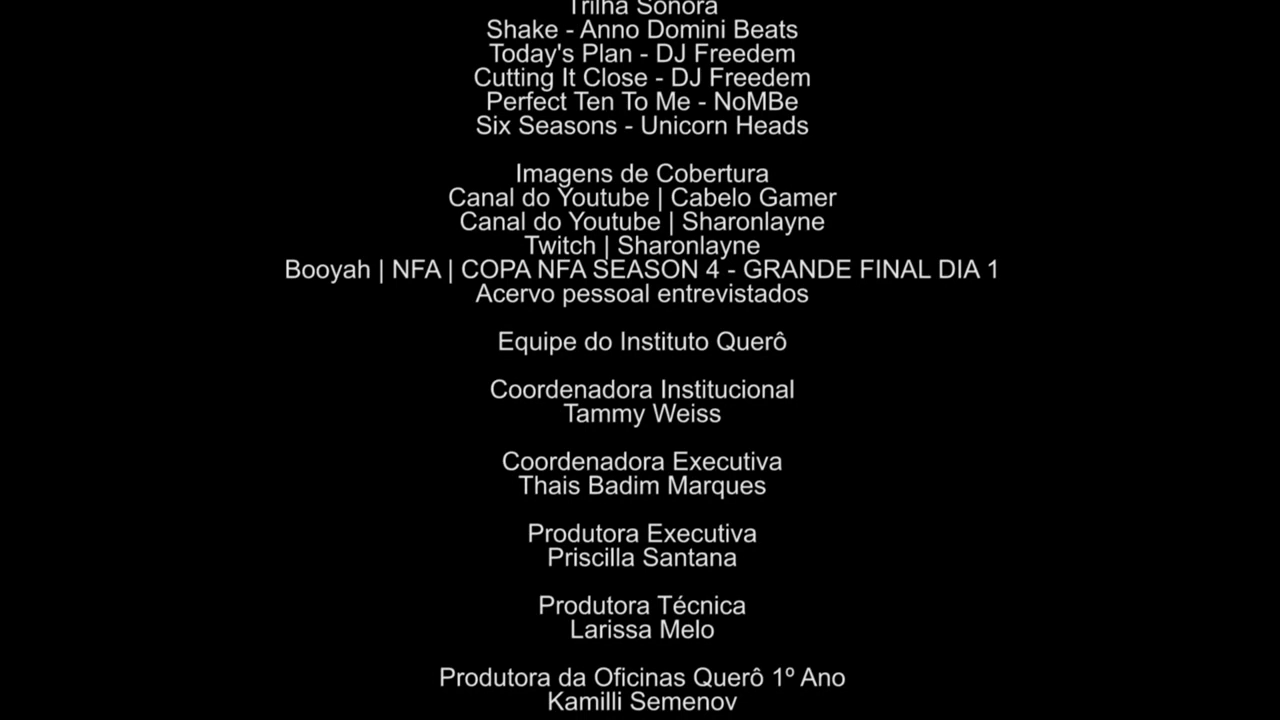 Trilha Sonora
Shake - Anno Domini Beats
Today's Plan - DJ Freedem
Cutting It Close - DJ Freedem
Perfect Ten To Me - NoMBe
Six Seasons - Unicorn Heads
Imagens de Cobertura
Canal do Youtube | Cabelo Gamer
Canal do Youtube | Sharonlayne
Twitch | Sharonlayne
Booyah | NFA | COPA NFA SEASON 4 - GRANDE FINAL DIA 1
Acervo pessoal entrevistados
Equipe do Instituto Querô
Coordenadora Institucional
Tammy Weiss
Coordenadora Executiva
Thais Badim Marques
Produtora Executiva
Priscilla Santana
Produtora Técnica
Larissa Melo
Produtora da Oficinas Querô 1º Ano
Kamilli Semenov